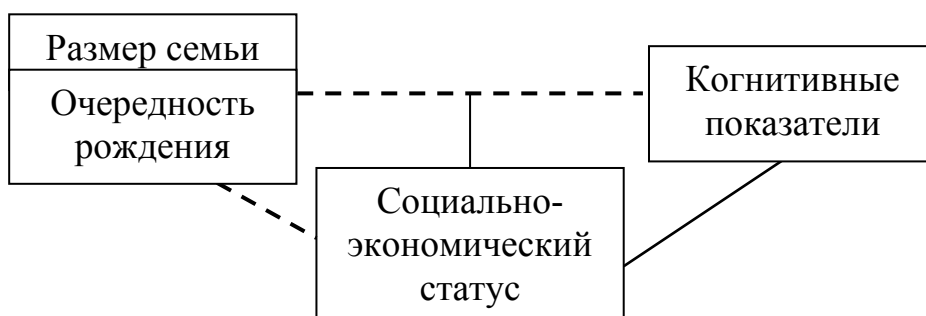 Размер семьи
Очередность
рождения
Когнитивные
показатели
Социально-
экономический
статус